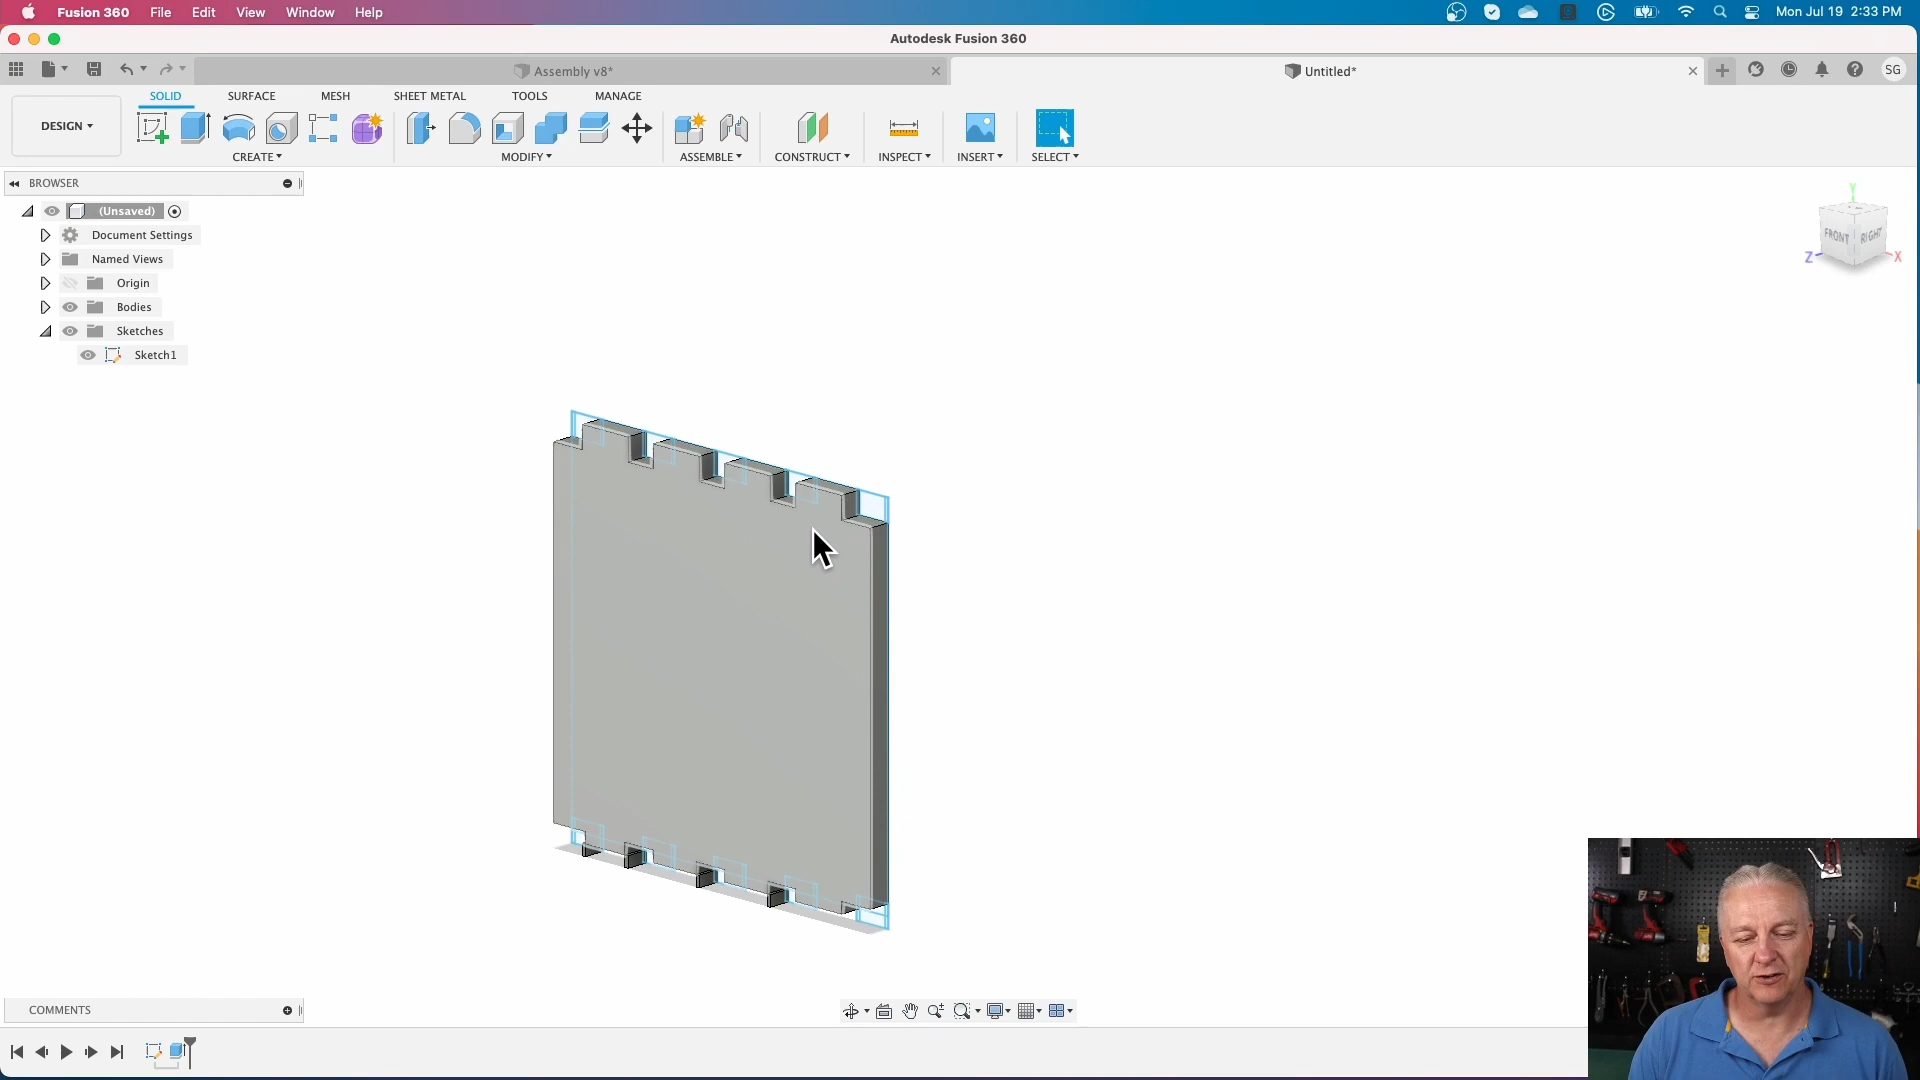 Fusion 360 File Edit View Window Help Mon Jul 19 2:33 PM
Autodesk Fusion 360
Assembly v8* Untitled* SG
DESIGN
SOLID SURFACE MESH SHEET METAL TOOLS MANAGE
CREATE MODIFY ASSEMBLE CONSTRUCT INSPECT INSERT SELECT
BROWSER
(Unsaved)
Document Settings
Named Views
Origin
Bodies
Sketches
Sketch1
Y
FRONT RIGHT
Z X
COMMENTS